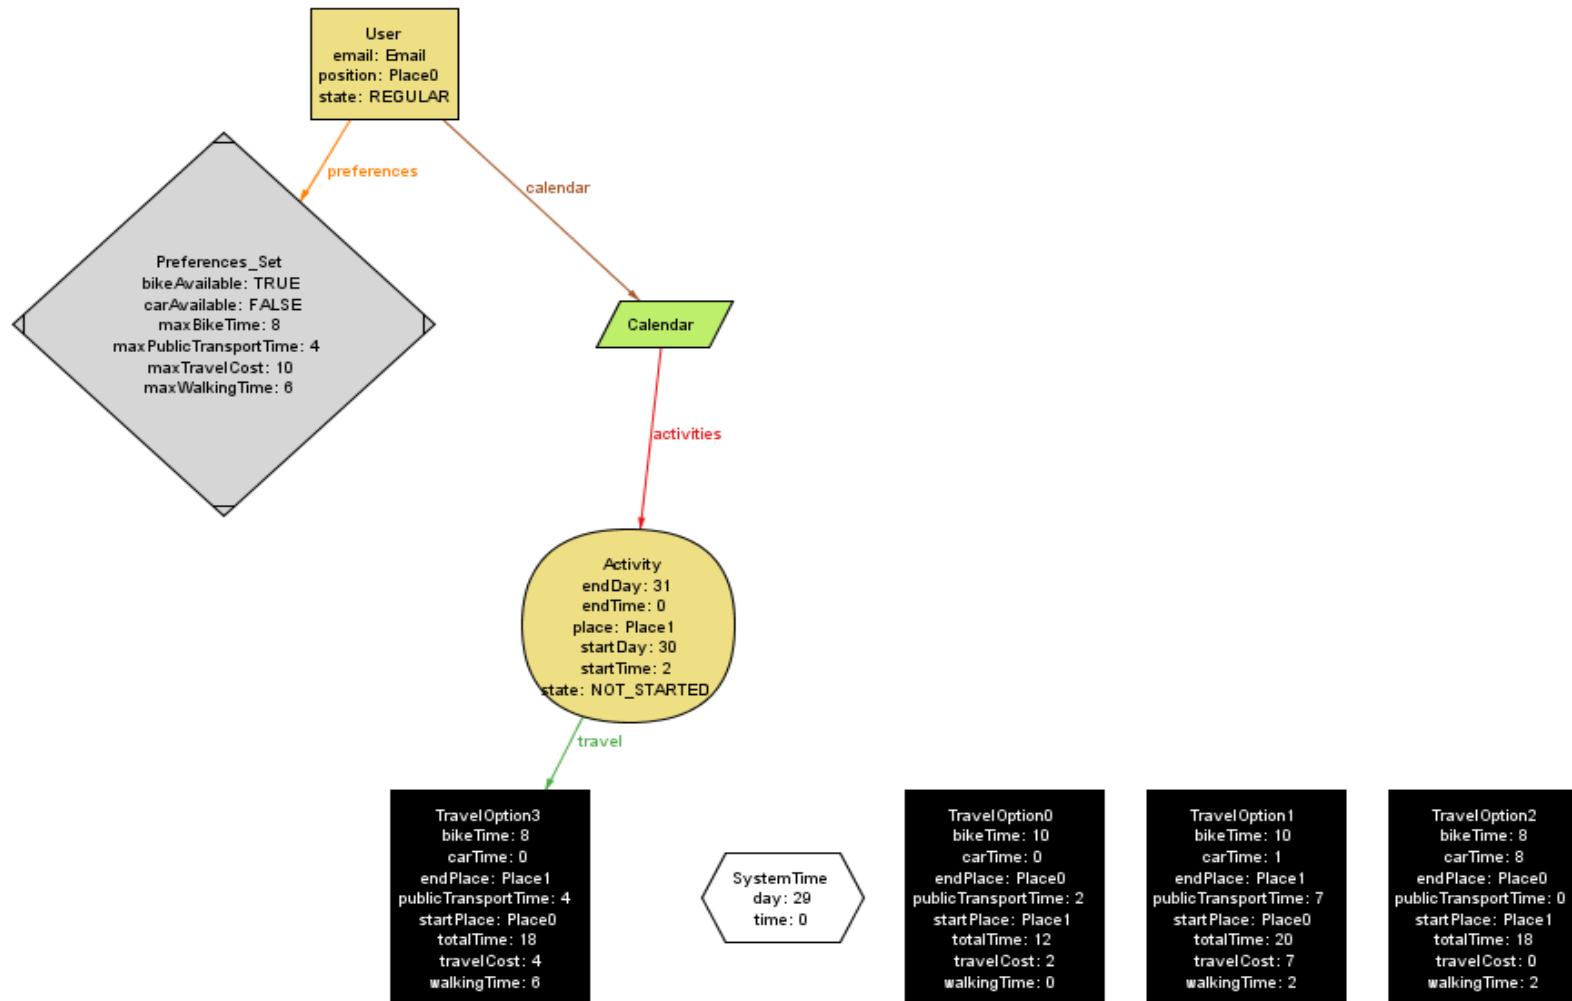 User
email: Email
position: Place0
state: REGULAR
preferences
calendar
Preferences_Set
bikeAvailable: TRUE
carAvailable: FALSE
maxBikeTime: 8
maxPublicTransportTime: 4
maxTravelCost: 10
maxWalkingTime: 6
Calendar
activities
Activity
endDay: 31
endTime: 0
place: Place1
startDay: 30
startTime: 2
state: NOT_STARTED
travel
TravelOption3
bikeTime: 8
carTime: 0
endPlace: Place1
publicTransportTime: 4
startPlace: Place0
totalTime: 18
travelCost: 4
walkingTime: 6
SystemTime
day: 29
time: 0
TravelOption0
bikeTime: 10
carTime: 0
endPlace: Place0
publicTransportTime: 2
startPlace: Place1
totalTime: 12
travelCost: 2
walkingTime: 0
TravelOption1
bikeTime: 10
carTime: 1
endPlace: Place1
publicTransportTime: 7
startPlace: Place0
totalTime: 20
travelCost: 7
walkingTime: 2
TravelOption2
bikeTime: 8
carTime: 8
endPlace: Place0
publicTransportTime: 0
startPlace: Place1
totalTime: 18
travelCost: 0
walkingTime: 2